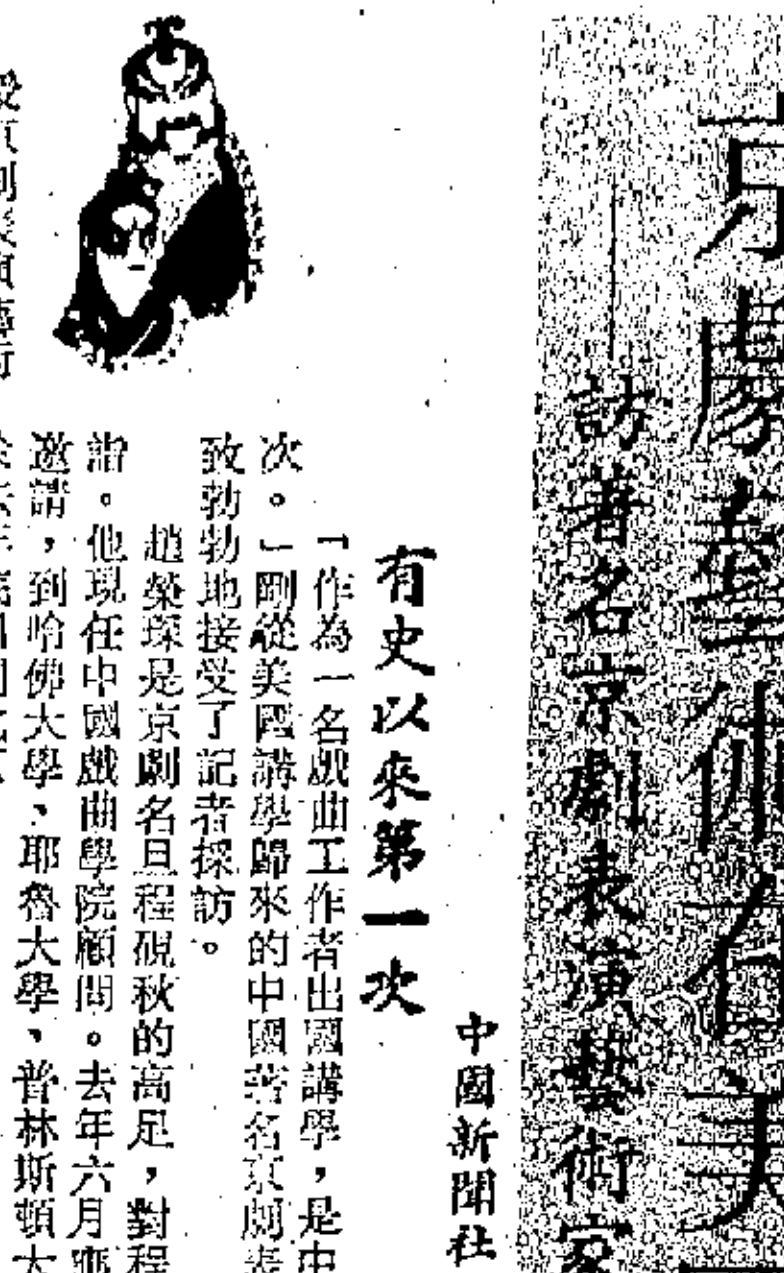 京劇藝術在美
——訪著名京劇表演藝術家
中國新聞社
有史以來第一次
「作為一名戲曲工作者出國講學,是中
次。」剛從美國講學歸來的中國著名京劇表
致勃勃地接受了記者採訪。
趙榮琛是京劇名旦程硯秋的高足,對程
詣。他現任中國戲曲學院顧問。去年六月應
邀請,到哈佛大學、耶魯大學、普林斯頓大